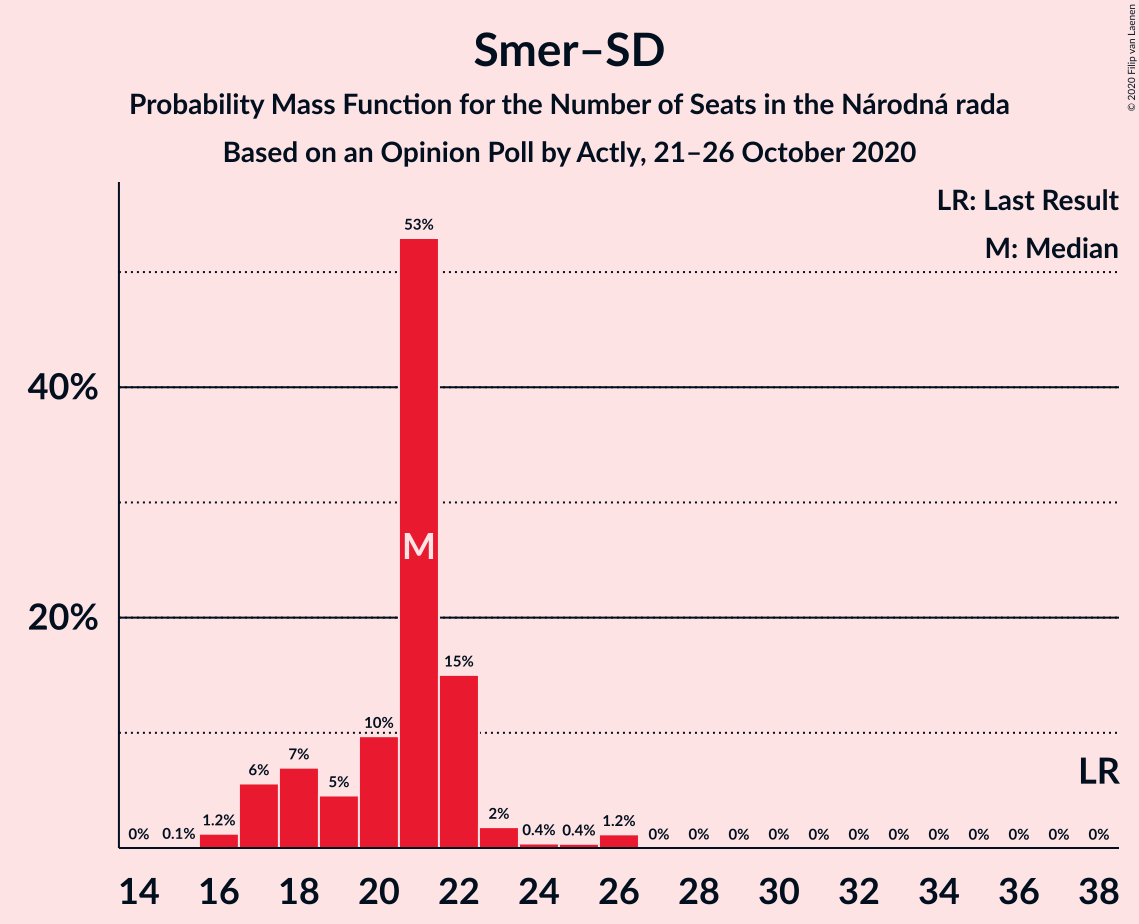 Smer–SD
Probability Mass Function for the Number of Seats in the Národná rada
Based on an Opinion Poll by Actly, 21–26 October 2020
© 2020 Filip van Laenen
LR: Last Result
M: Median
40%
20%
0% 0.1% 1.2% 6% 7% 5% 10% 53% 15% 2% 0.4% 0.4% 1.2% 0% 0% 0% 0% 0% 0% 0% 0% 0% 0% 0% 0%
M
LR
14 16 18 20 22 24 26 28 30 32 34 36 38